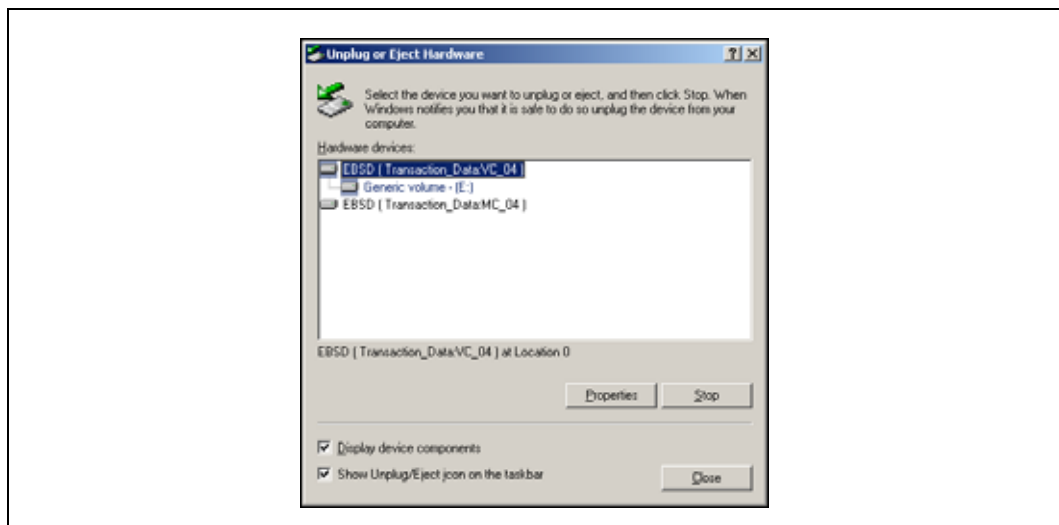 Unplug or Eject Hardware
Select the device you want to unplug or eject, and then click Stop. When
Windows notifies you that it is safe to do so unplug the device from your
computer.
Hardware devices:
EBSD ( Transaction_Data:VC_04 )
Generic volume - (E:)
EBSD ( Transaction_Data:MC_04 )
EBSD ( Transaction_Data:VC_04 ) at Location 0
Properties Stop
Display device components
Show Unplug/Eject icon on the taskbar
Close